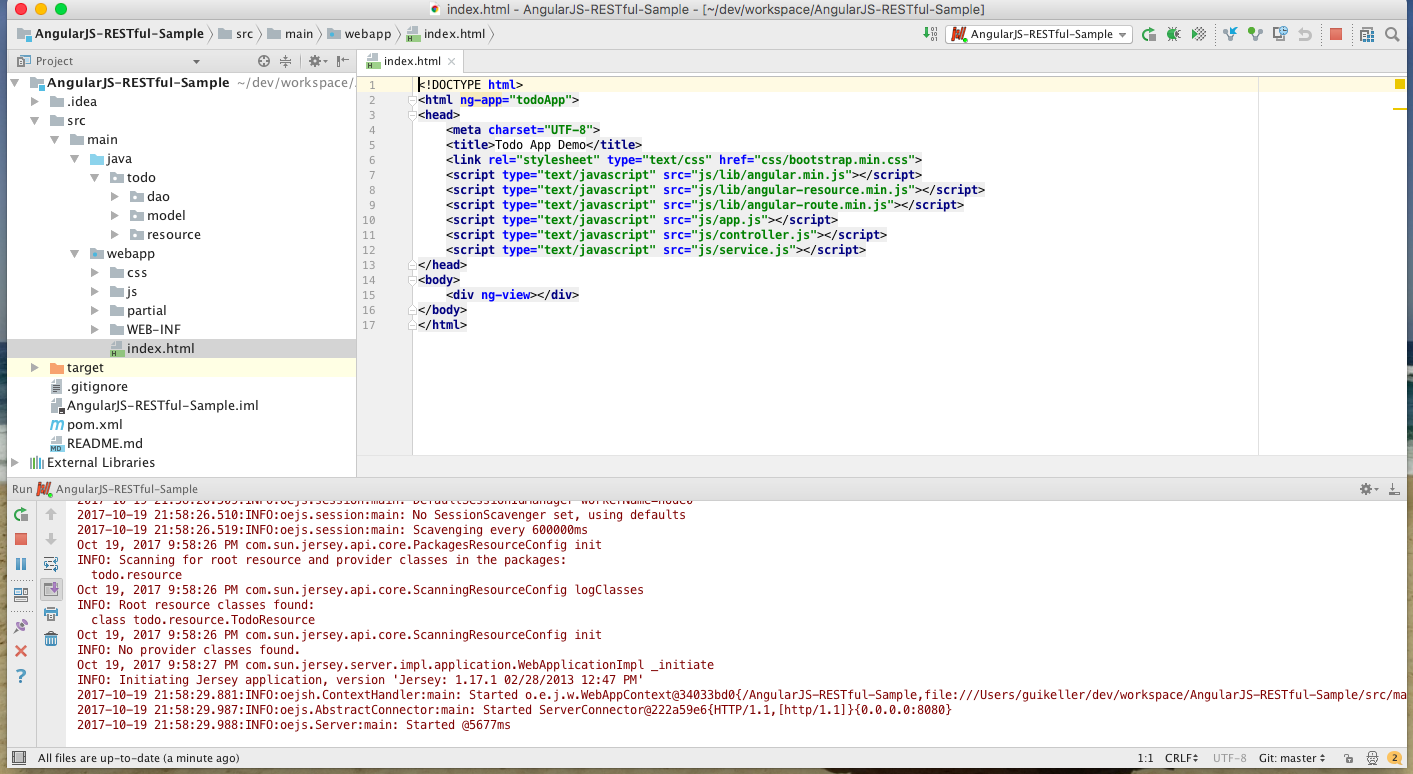 index.html - AngularJS-RESTful-Sample - [~/dev/workspace/AngularJS-RESTful-Sample]
AngularJS-RESTful-Sample src main webapp index.html AngularJS-RESTful-Sample
Project
index.html
AngularJS-RESTful-Sample ~/dev/workspace/
.idea
src
main
java
todo
dao
model
resource
webapp
css
js
partial
WEB-INF
index.html
target
.gitignore
AngularJS-RESTful-Sample.iml
pom.xml
README.md
External Libraries
1 <!DOCTYPE html>
2 <html ng-app="todoApp">
3 <head>
4 <meta charset="UTF-8">
5 <title>Todo App Demo</title>
6 <link rel="stylesheet" type="text/css" href="css/bootstrap.min.css">
7 <script type="text/javascript" src="js/lib/angular.min.js"></script>
8 <script type="text/javascript" src="js/lib/angular-resource.min.js"></script>
9 <script type="text/javascript" src="js/lib/angular-route.min.js"></script>
10 <script type="text/javascript" src="js/app.js"></script>
11 <script type="text/javascript" src="js/controller.js"></script>
12 <script type="text/javascript" src="js/service.js"></script>
13 </head>
14 <body>
15 <div ng-view></div>
16 </body>
17 </html>
Run AngularJS-RESTful-Sample
2017-10-19 21:58:26.509:INFO:oejs.session:main: DefaultSessionIdManager workerName=node0
2017-10-19 21:58:26.510:INFO:oejs.session:main: No SessionScavenger set, using defaults
2017-10-19 21:58:26.519:INFO:oejs.session:main: Scavenging every 600000ms
Oct 19, 2017 9:58:26 PM com.sun.jersey.api.core.PackagesResourceConfig init
INFO: Scanning for root resource and provider classes in the packages:
todo.resource
Oct 19, 2017 9:58:26 PM com.sun.jersey.api.core.ScanningResourceConfig logClasses
INFO: Root resource classes found:
class todo.resource.TodoResource
Oct 19, 2017 9:58:26 PM com.sun.jersey.api.core.ScanningResourceConfig init
INFO: No provider classes found.
Oct 19, 2017 9:58:27 PM com.sun.jersey.server.impl.application.WebApplicationImpl _initiate
INFO: Initiating Jersey application, version 'Jersey: 1.17.1 02/28/2013 12:47 PM'
2017-10-19 21:58:29.881:INFO:oejsh.ContextHandler:main: Started o.e.j.w.WebAppContext@34033bd0{/AngularJS-RESTful-Sample,file:///Users/guikeller/dev/workspace/AngularJS-RESTful-Sample/src/ma
2017-10-19 21:58:29.987:INFO:oejs.AbstractConnector:main: Started ServerConnector@222a59e6{HTTP/1.1,[http/1.1]}{0.0.0.0:8080}
2017-10-19 21:58:29.988:INFO:oejs.Server:main: Started @5677ms
All files are up-to-date (a minute ago) 1:1 CRLF UTF-8 Git: master 2